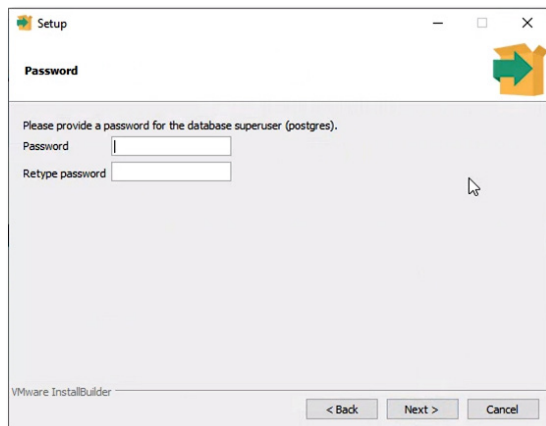 Setup
Password
Please provide a password for the database superuser (postgres).
Password
Retype password
VMware InstallBuilder
< Back
Next >
Cancel